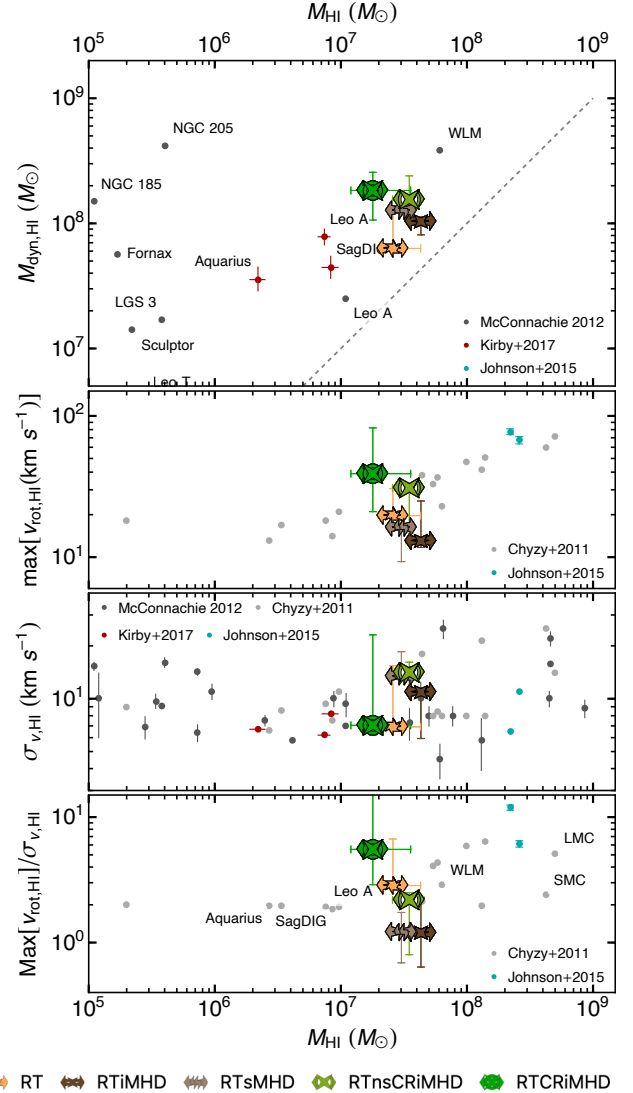 M_HI (M_⊙)
10^5 10^6 10^7 10^8 10^9
M_dyn,HI (M_⊙)
10^9
10^8
10^7
NGC 205
WLM
NGC 185
Leo A
Fornax
Aquarius
SagDI
LGS 3
Leo A
Sculptor
Leo T
McConnachie 2012
Kirby+2017
Johnson+2015
max[v_rot,HI(km s^−1)]
10^2
10^1
Chyzy+2011
Johnson+2015
σ_v,HI (km s^−1)
10^1
McConnachie 2012 Chyzy+2011
Kirby+2017 Johnson+2015
Max[v_rot,HI]/σ_v,HI
10^1
10^0
LMC
WLM
Leo A
SMC
Aquarius
SagDIG
Chyzy+2011
Johnson+2015
10^5 10^6 10^7 10^8 10^9
M_HI (M_⊙)
RT RTiMHD RTsMHD RTnsCRiMHD RTCRiMHD